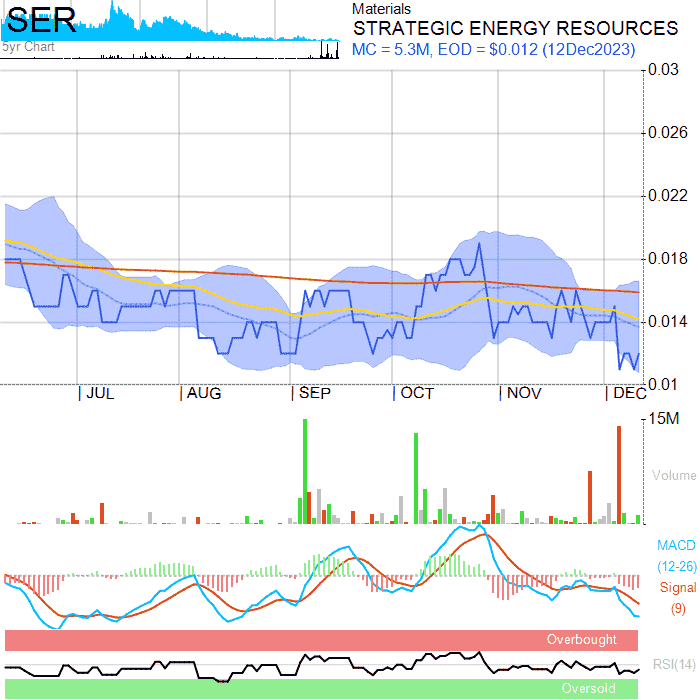 SER
5yr Chart
Materials
STRATEGIC ENERGY RESOURCES
MC = 5.3M, EOD = $0.012 (12Dec2023)
0.03
0.026
0.022
0.018
0.014
0.01
JUL AUG SEP OCT NOV DEC
15M
Volume
MACD
(12-26)
Signal
(9)
Overbought
RSI(14)
Oversold